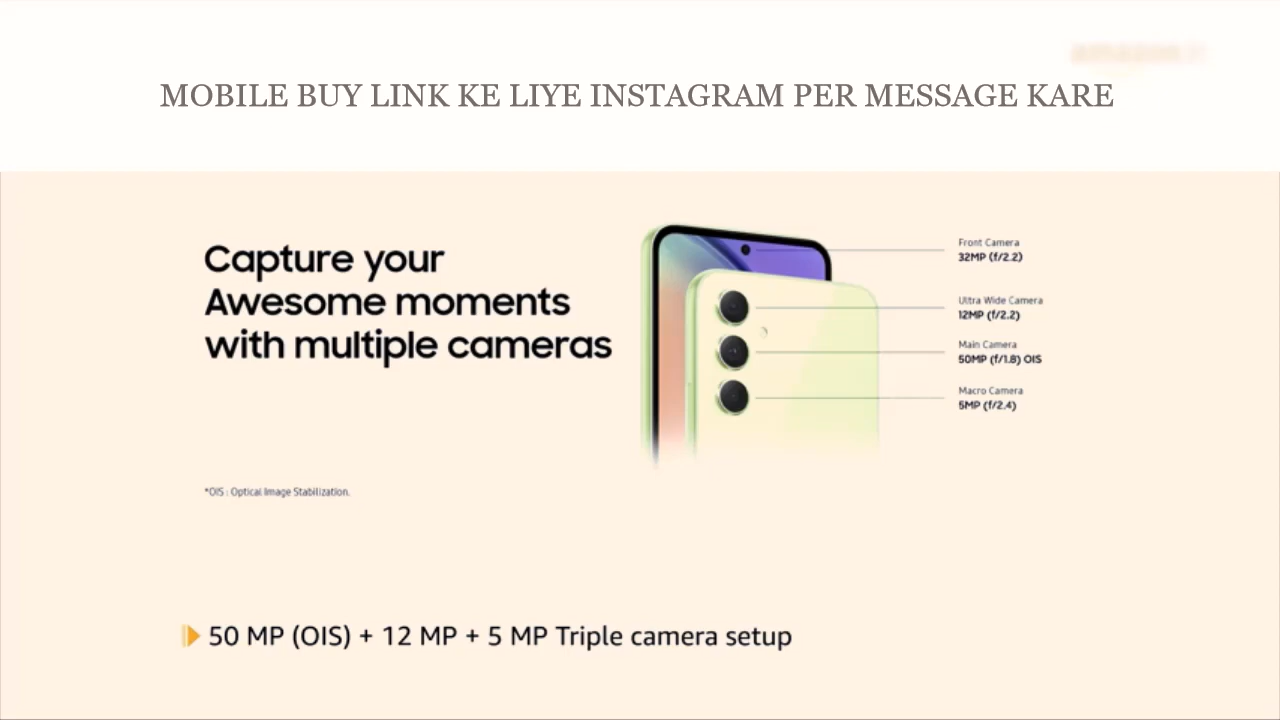 MOBILE BUY LINK KE LIYE INSTAGRAM PER MESSAGE KARE
Capture your
Awesome moments
with multiple cameras
Front Camera
32MP (f/2.2)
Ultra Wide Camera
12MP (f/2.2)
Main Camera
50MP (f/1.8) OIS
Macro Camera
5MP (f/2.4)
*OIS : Optical Image Stabilization.
50 MP (OIS) + 12 MP + 5 MP Triple camera setup